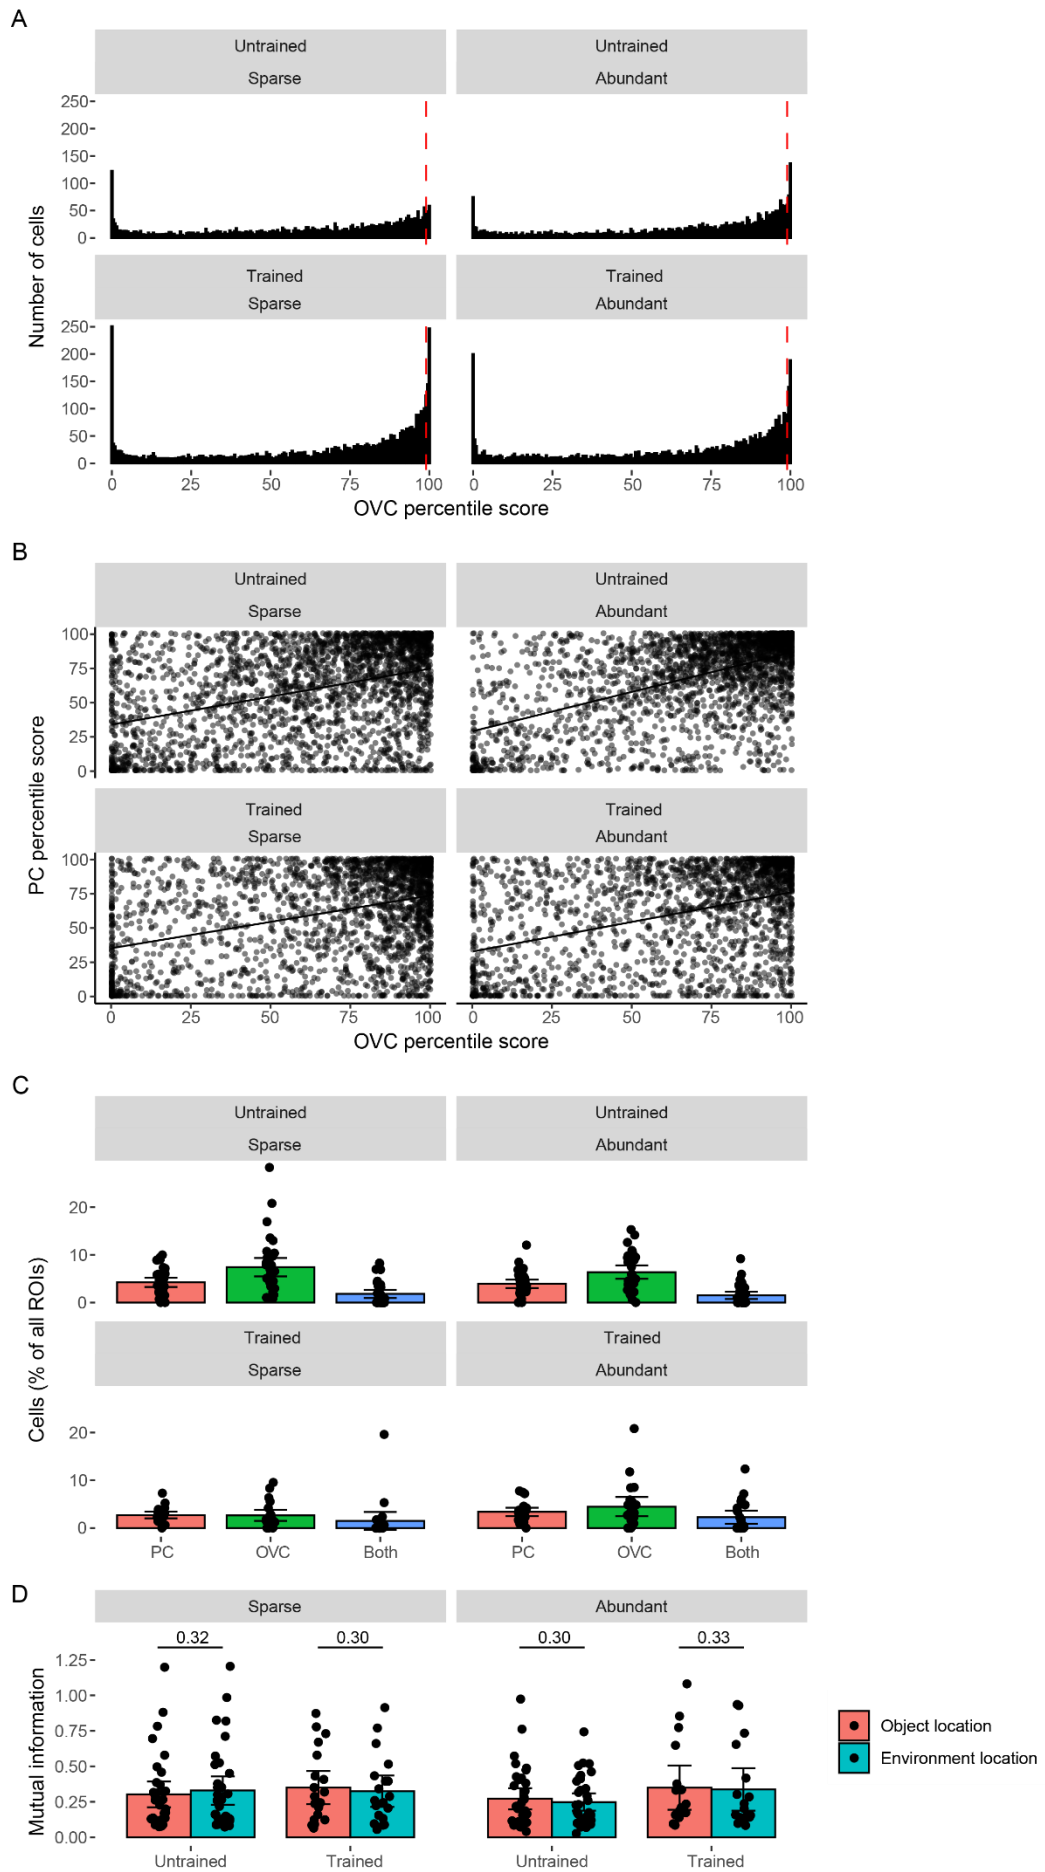 A
Untrained
Sparse
Untrained
Abundant
250
200
150
100
50
0
Trained
Sparse
Trained
Abundant
250
200
150
100
50
0
Number of cells
0 25 50 75 100
0 25 50 75 100
OVC percentile score
B
Untrained
Sparse
Untrained
Abundant
100
75
50
25
0
Trained
Sparse
Trained
Abundant
100
75
50
25
0
PC percentile score
0 25 50 75 100
0 25 50 75 100
OVC percentile score
C
Untrained
Sparse
Untrained
Abundant
20
10
0
Trained
Sparse
Trained
Abundant
20
10
0
Cells (% of all ROIs)
PC OVC Both
PC OVC Both
D
Sparse
Abundant
0.32 0.30
0.30 0.33
1.25
1.00
0.75
0.50
0.25
0.00
Mutual information
Untrained Trained
Untrained Trained
Object location
Environment location